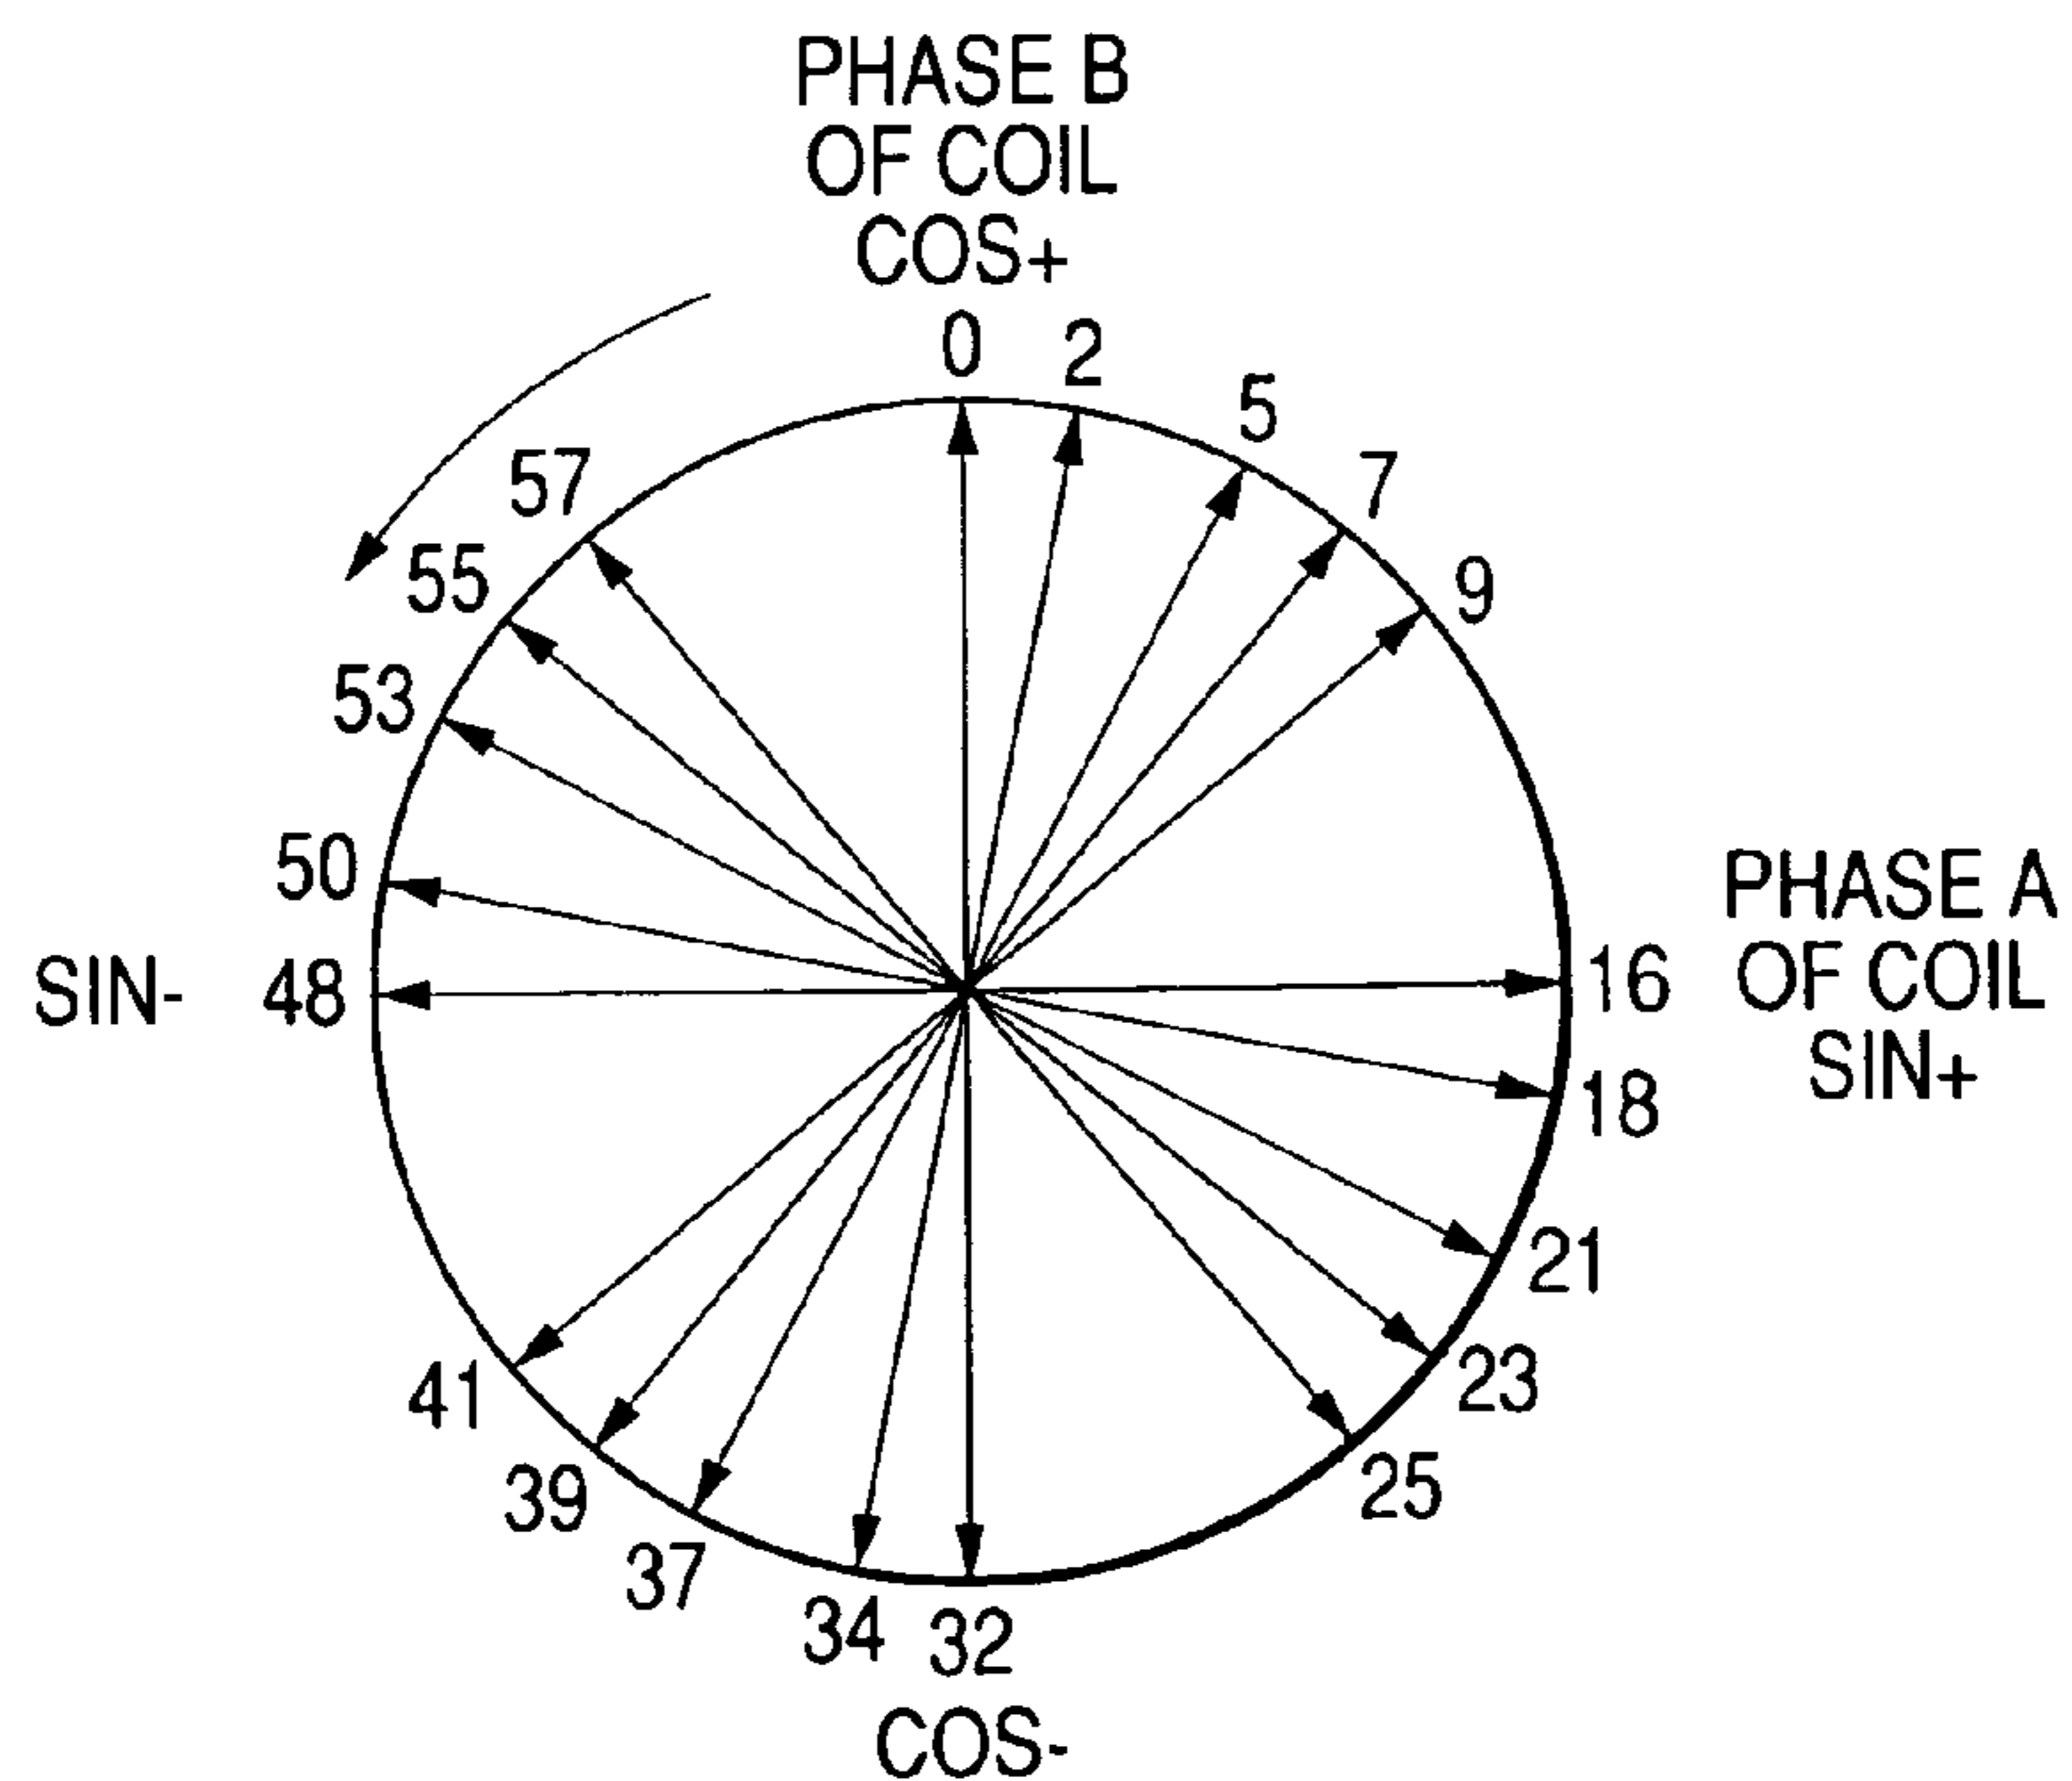 PHASE B
OF COIL
COS+
0
2
5
7
9
16
PHASE A
OF COIL
SIN+
18
21
23
25
32
COS-
34
37
39
41
48
SIN-
50
53
55
57